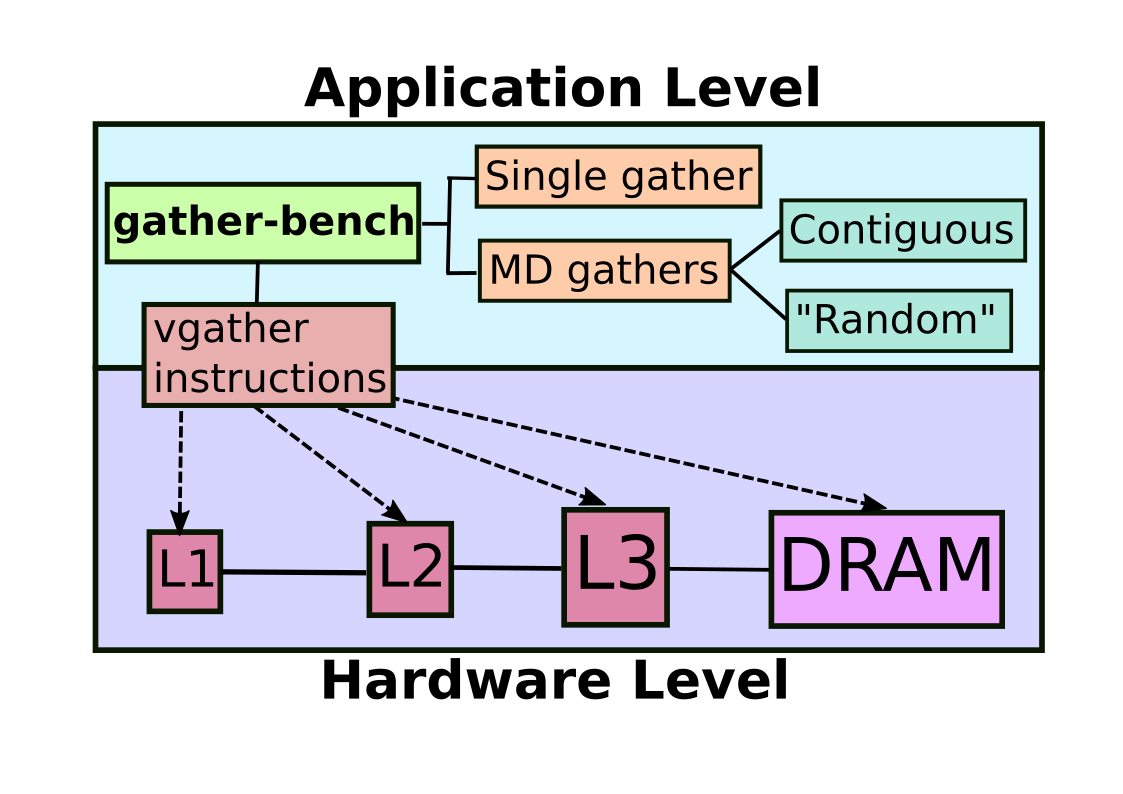 Application Level
Single gather
gather-bench
Contiguous
MD gathers
"Random"
vgather
instructions
L1
L2
L3
DRAM
Hardware Level